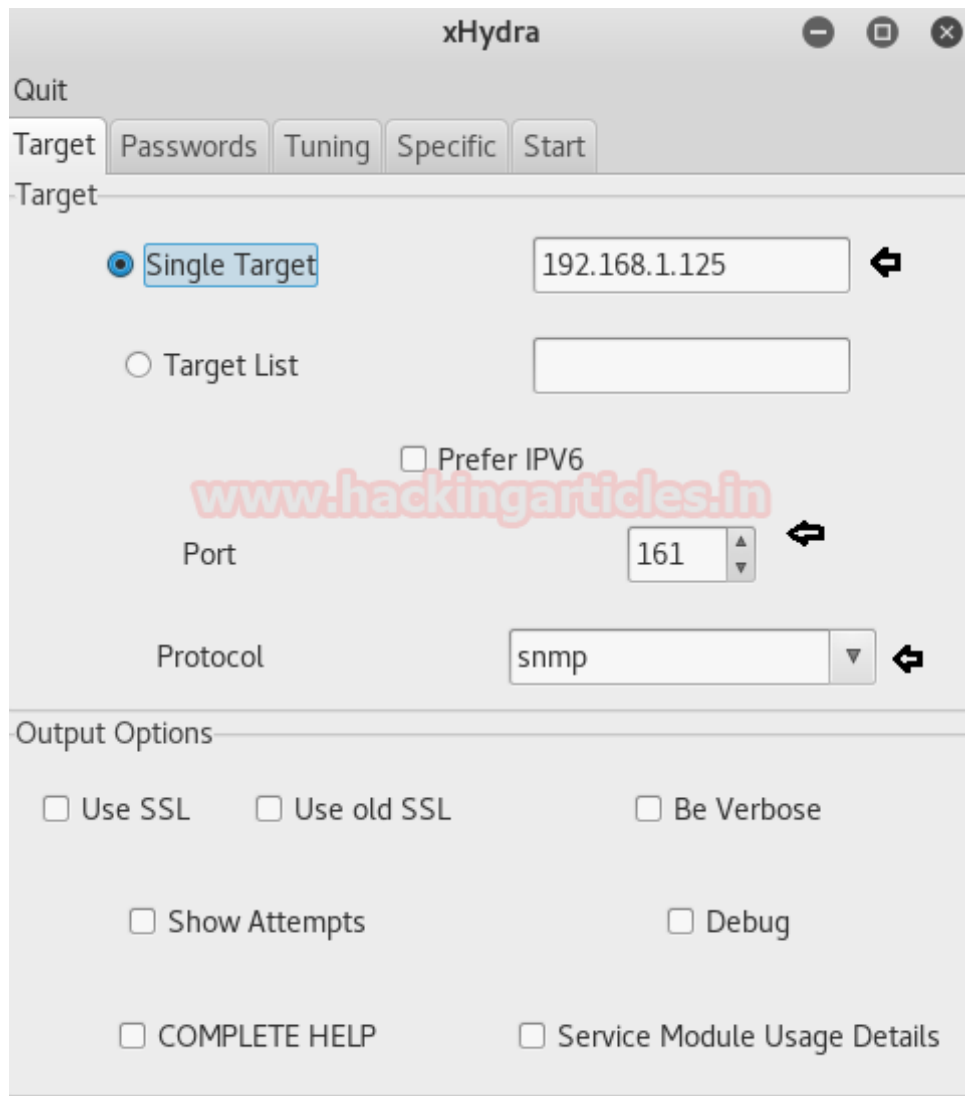 xHydra
Quit
Target Passwords Tuning Specific Start
Target
Single Target 192.168.1.125
Target List
Prefer IPV6
www.hackingarticles.in
Port 161
Protocol snmp
Output Options
Use SSL Use old SSL Be Verbose
Show Attempts Debug
COMPLETE HELP Service Module Usage Details